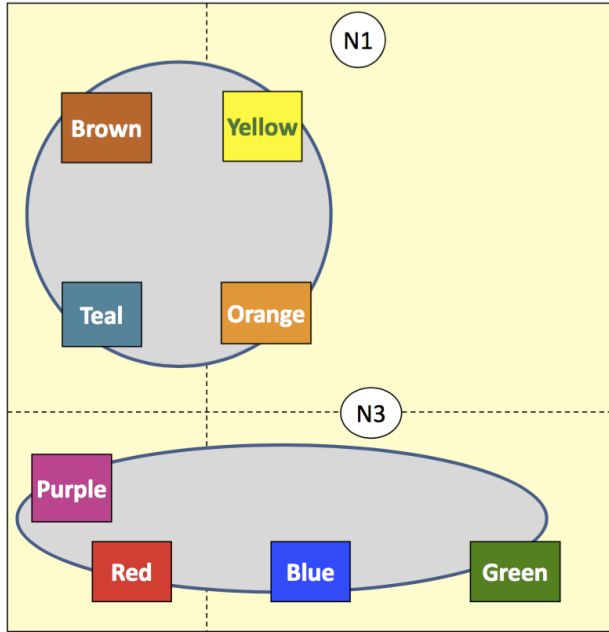 N1
Brown
Yellow
Teal
Orange
N3
Purple
Red
Blue
Green